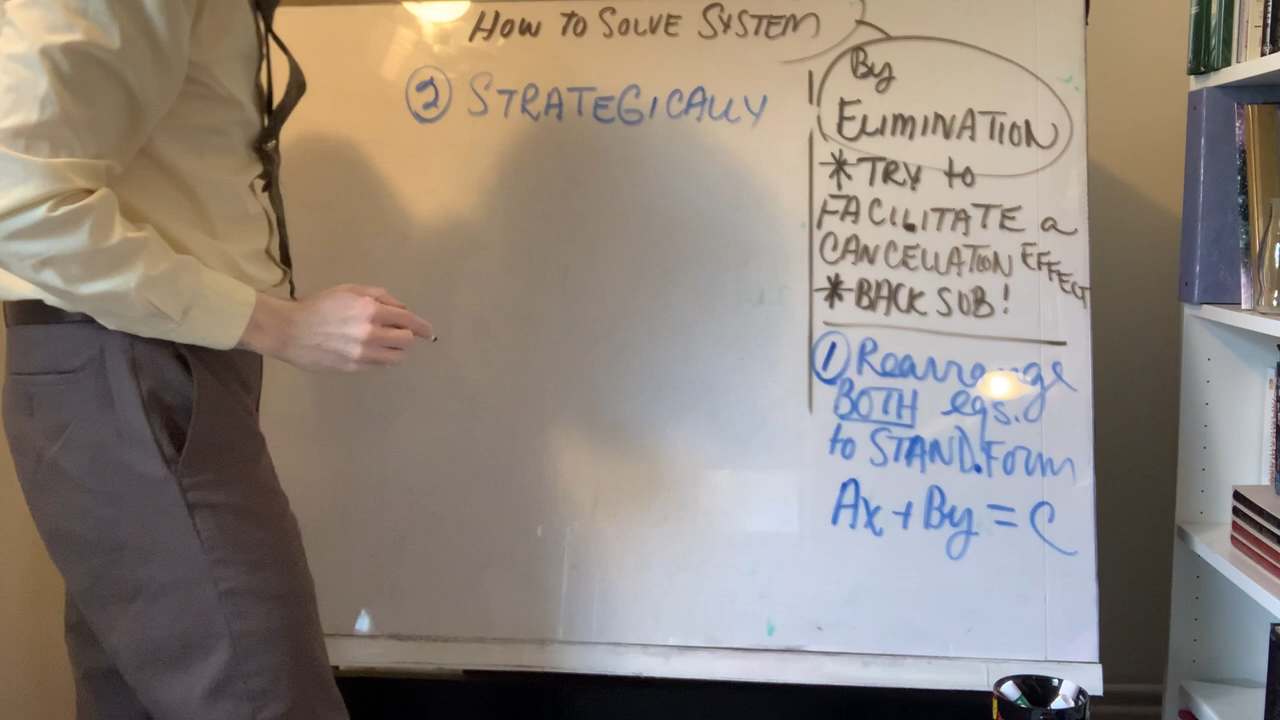 HOW TO SOLVE SYSTEM
② STRATEGICALLY
By
ELIMINATION
* TRY to
FACILITATE a
CANCELLATION EFFECT
* BACK SUB!
① Rearrange
BOTH eqs.
to STAND. FORM
Ax + By = C